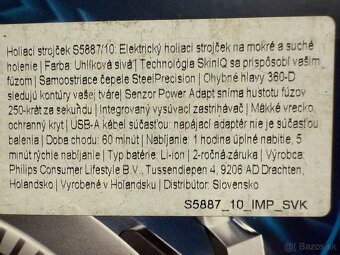 Holiaci strojček S5887/10: Elektrický holiaci strojček na mokré a suché
holenie | Farba: Uhlíková sivá | Technológia SkinIQ sa prispôsobí vašim
fúzom | Samoostriace čepele SteelPrecision | Ohybné hlavy 360-D
sledujú kontúry vašej tvárej Senzor Power Adapt sníma hustotu fúzov
250-krát za sekundu | Integrovaný vysúvací zastrihávač | Mäkké vrecko,
ochranný kryt | USB-A kábel súčasťou: napájací adaptér nie je súčasťou
balenia | Doba chodu: 60 minút | Nabíjanie: 1 hodina úplné nabitie, 5
minút rýchle nabíjanie | Typ batérie: Li-ion | 2-ročná záruka | Výrobca:
Philips Consumer Lifestyle B.V., Tussendiepen 4, 9206 AD Drachten,
Holandsko | Vyrobené v Holandsku | Distributor: Slovensko
S5887_10_IMP_SVK
bazos.sk